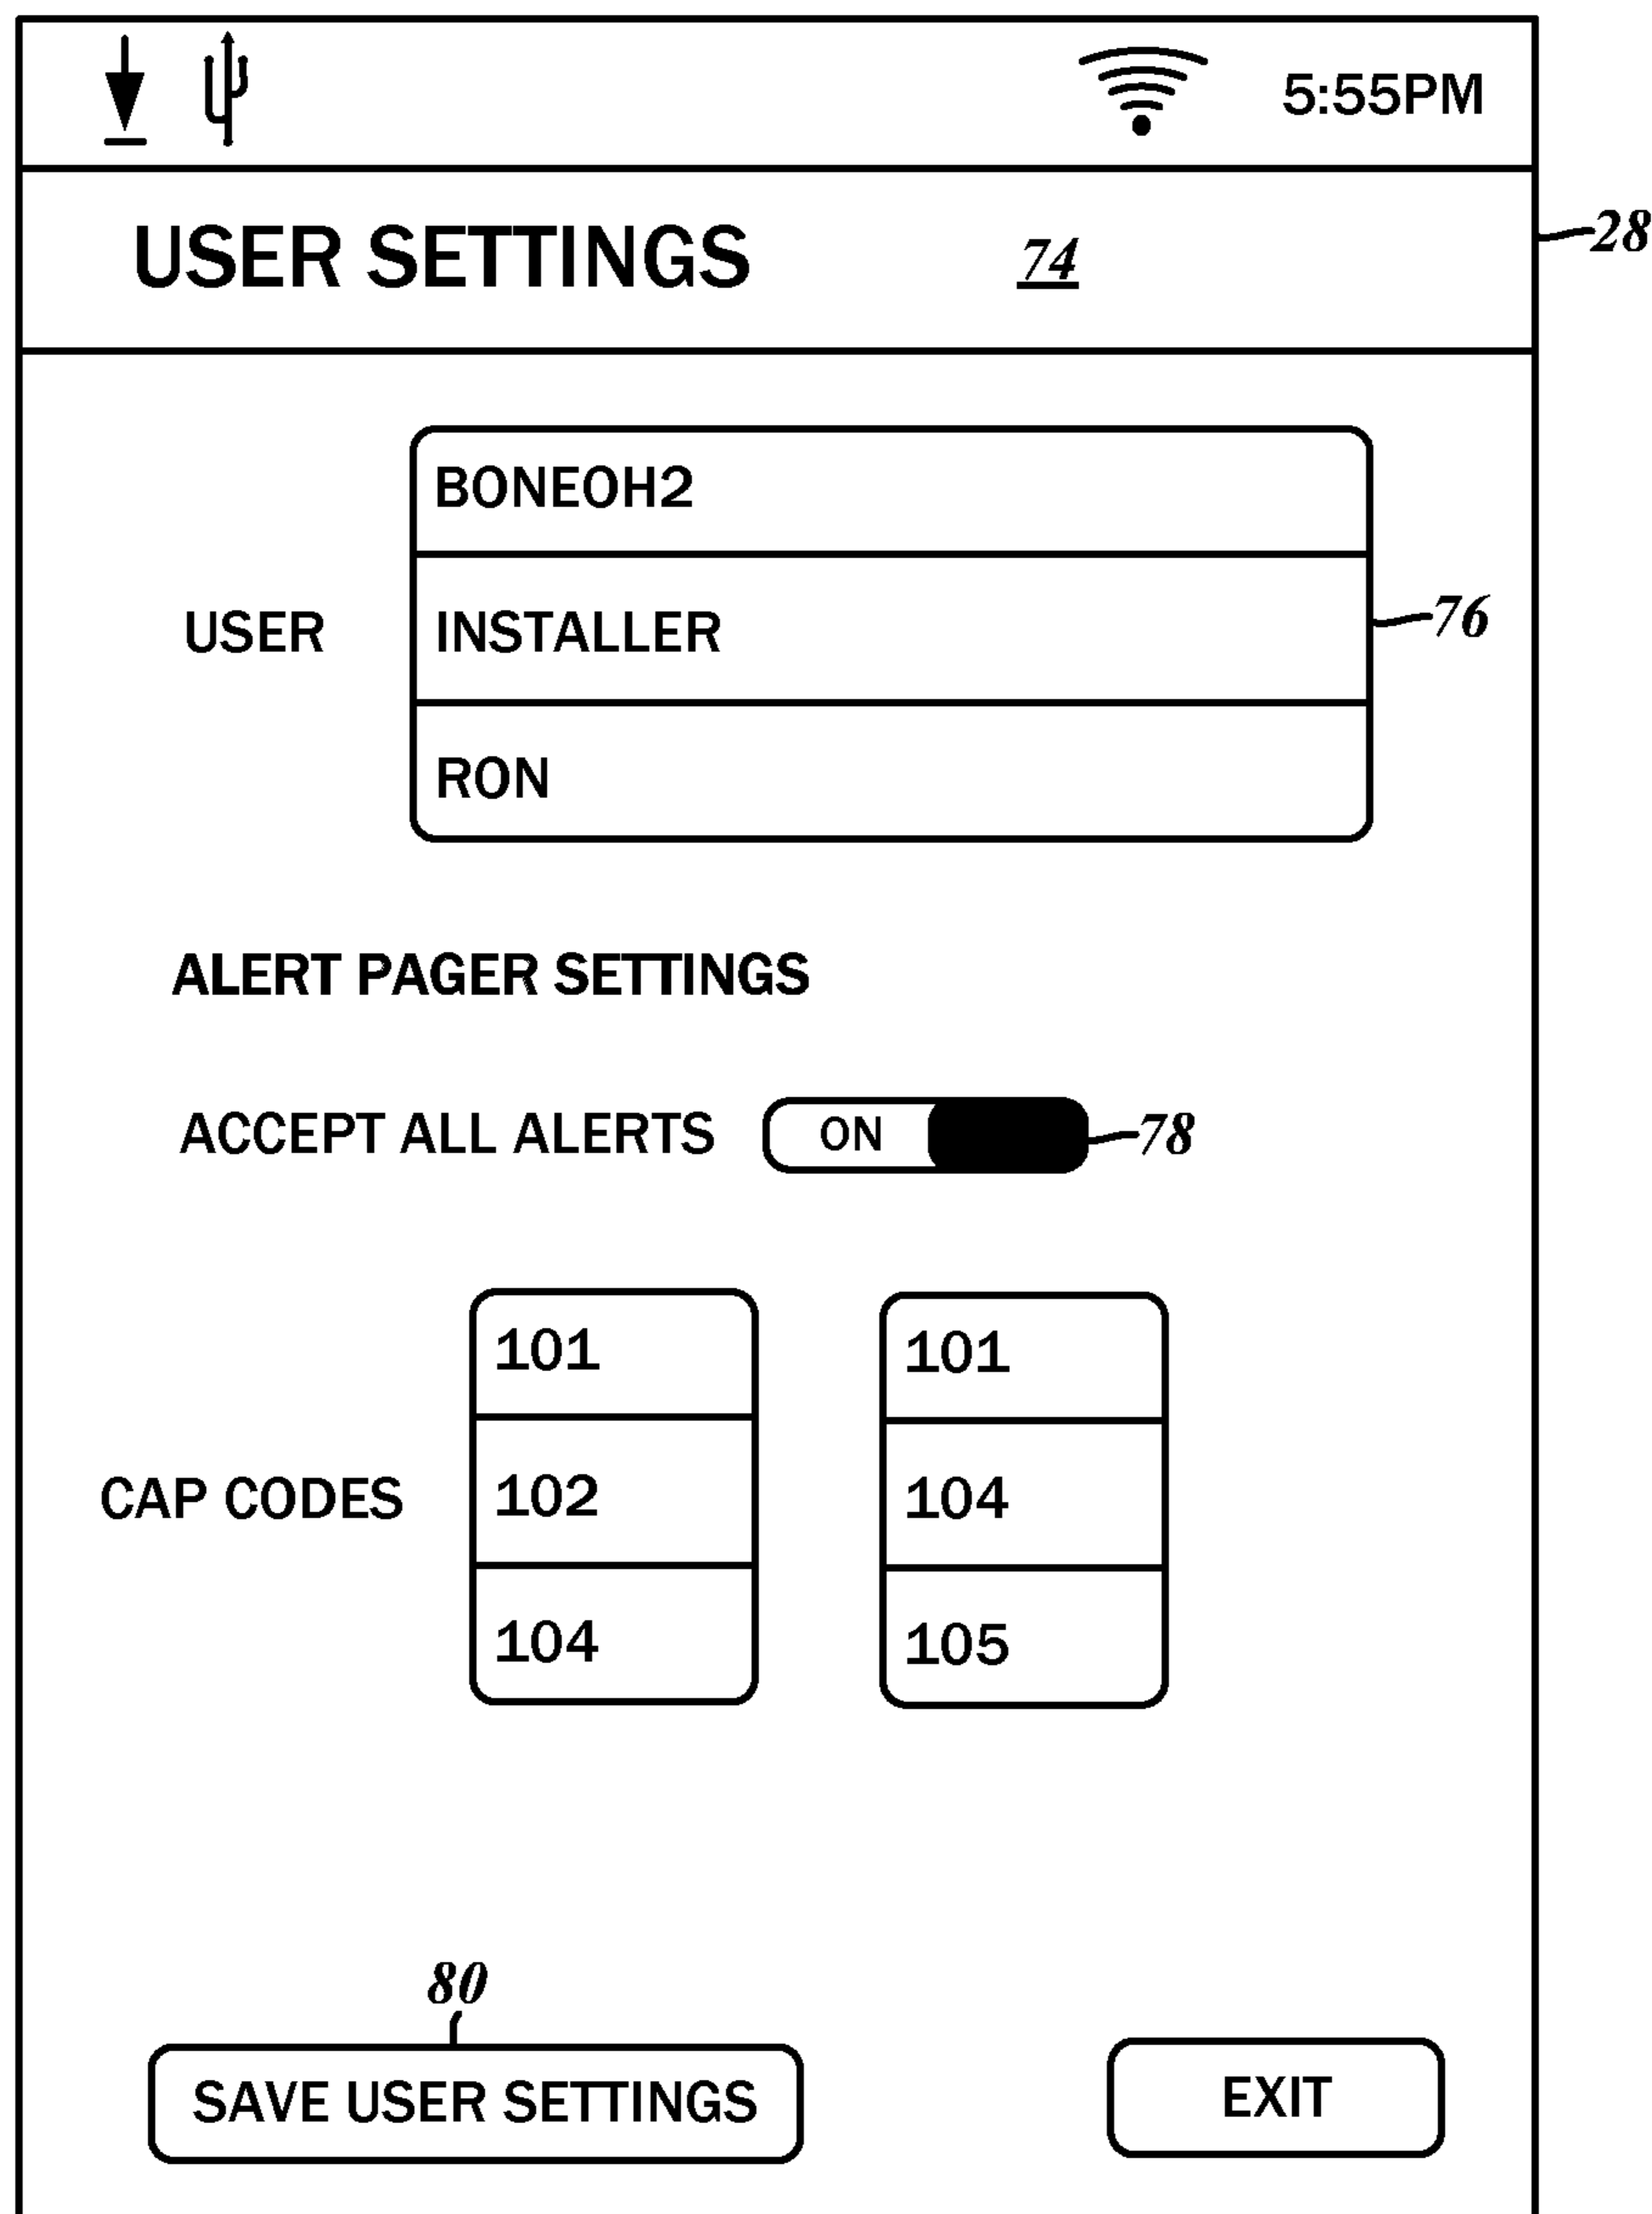 5:55PM
USER SETTINGS 74
28
BONEOH2
USER INSTALLER 76
RON
ALERT PAGER SETTINGS
ACCEPT ALL ALERTS ON 78
101 101
CAP CODES 102 104
104 105
80
SAVE USER SETTINGS EXIT